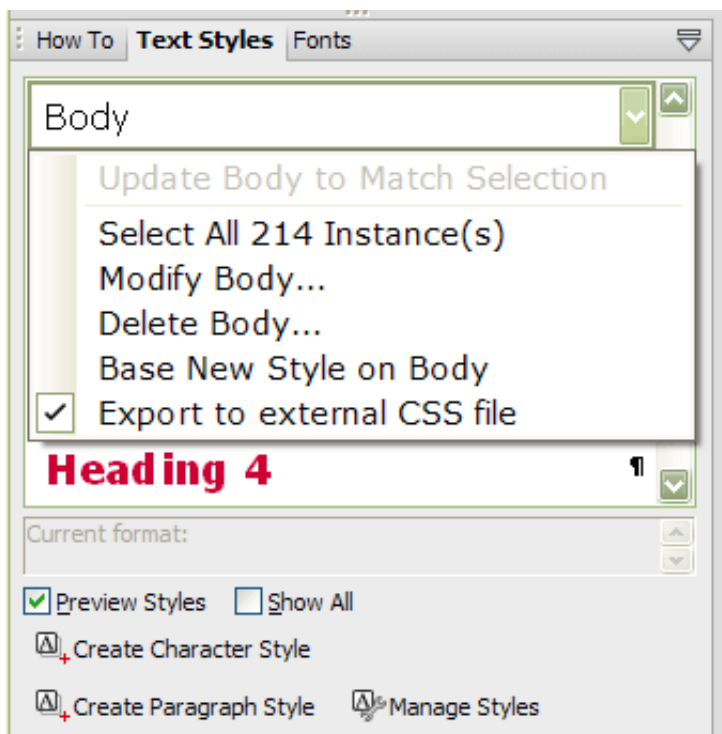 How To Text Styles Fonts
Body
Update Body to Match Selection
Select All 214 Instance(s)
Modify Body...
Delete Body...
Base New Style on Body
Export to external CSS file
Heading 4 ¶
Current format:
Preview Styles Show All
Create Character Style
Create Paragraph Style Manage Styles